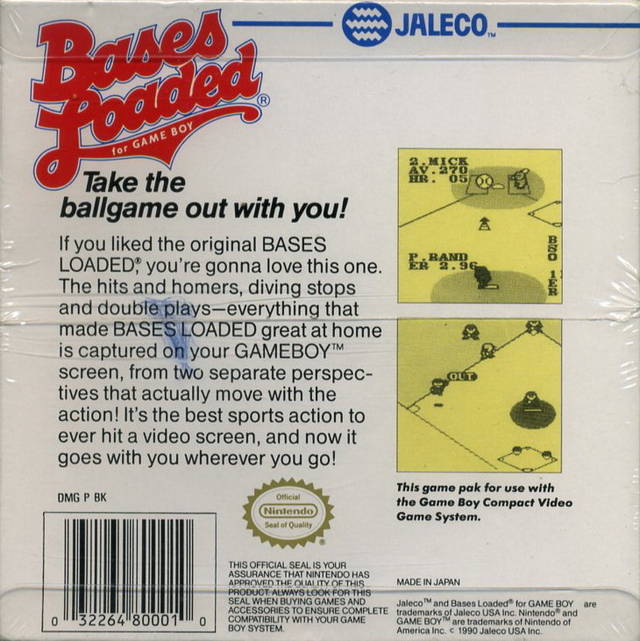 JALECO™
Bases
Loaded®
for GAME BOY
Take the
ballgame out with you!
If you liked the original BASES
LOADED,® you're gonna love this one.
The hits and homers, diving stops
and double plays—everything that
made BASES LOADED great at home
is captured on your GAMEBOY™
screen, from two separate perspec-
tives that actually move with the
action! It's the best sports action to
ever hit a video screen, and now it
goes with you wherever you go!
2.MICK
AV.270
HR. 05
P.RAND
ER 2.96
B
S
O
1
E
R
OUT
This game pak for use with
the Game Boy Compact Video
Game System.
DMG P BK
Official
Nintendo
Seal of Quality
0 32264 80001 0
THIS OFFICIAL SEAL IS YOUR
ASSURANCE THAT NINTENDO HAS
APPROVED THE QUALITY OF THIS
PRODUCT. ALWAYS LOOK FOR THIS
SEAL WHEN BUYING GAMES AND
ACCESSORIES TO ENSURE COMPLETE
COMPATIBILITY WITH YOUR GAME
BOY SYSTEM.
MADE IN JAPAN
Jaleco™ and Bases Loaded® for GAME BOY are
trademarks of Jaleco USA Inc. Nintendo® and
GAME BOY™ are trademarks of Nintendo of
America Inc. © 1990 Jaleco USA Inc.